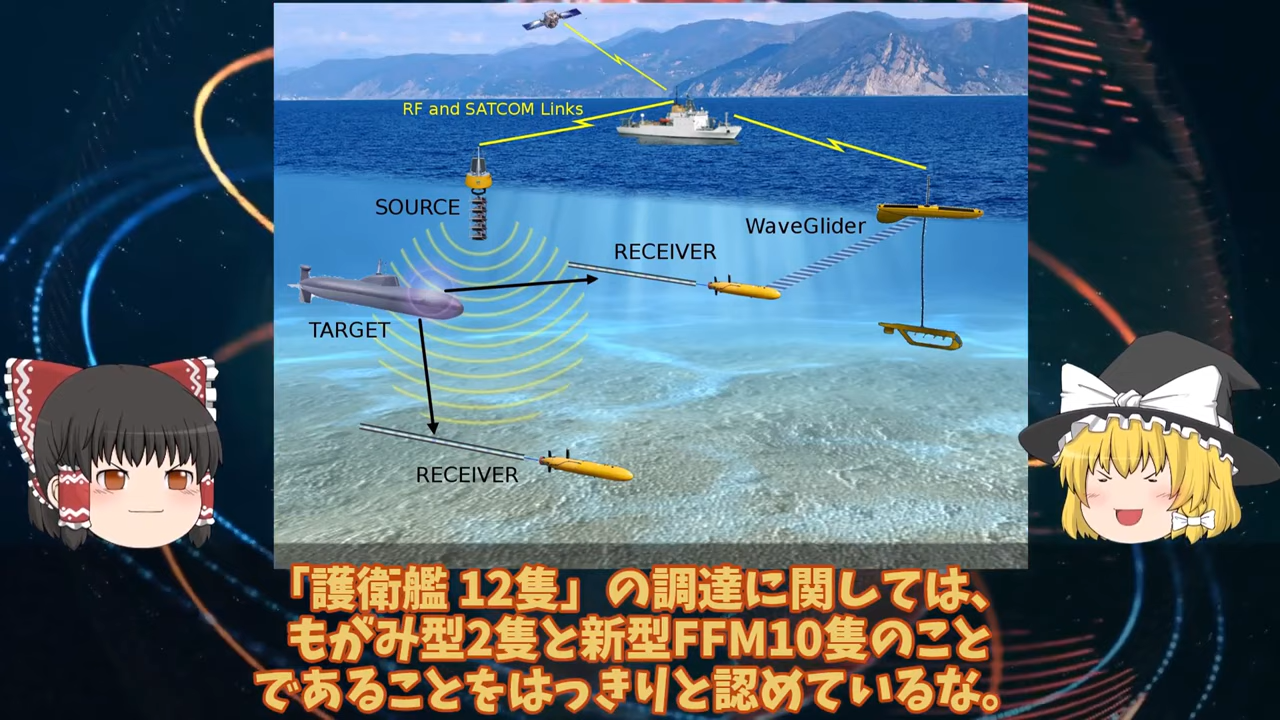 RF and SATCOM Links
SOURCE
WaveGlider
RECEIVER
TARGET
RECEIVER
「護衛艦 12隻」の調達に関しては、
もがみ型2隻と新型FFM10隻のこと
であることをはっきりと認めているな。